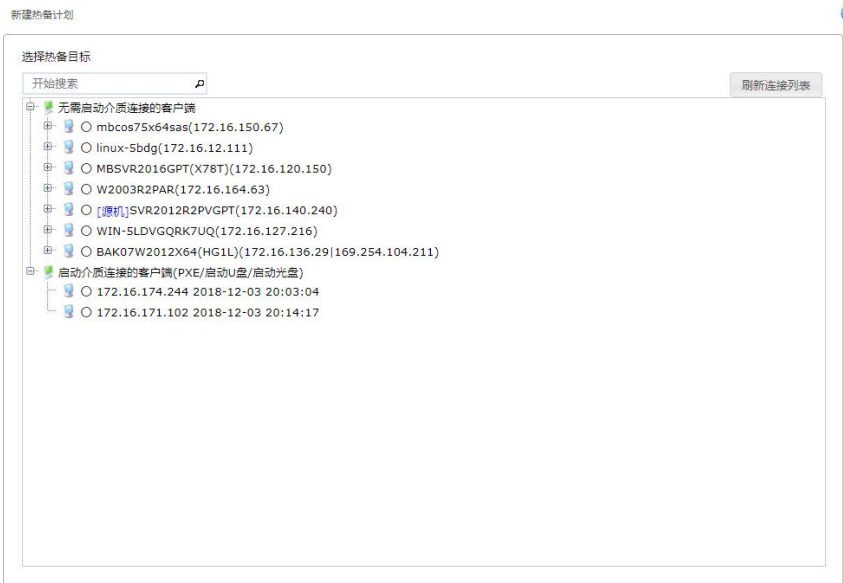 新建热备计划
选择热备目标
开始搜索
刷新连接列表
无需启动介质连接的客户端
mbcos75x64sas(172.16.150.67)
linux-5bdg(172.16.12.111)
MBSVR2016GPT(X78T)(172.16.120.150)
W2003R2PAR(172.16.164.63)
[源机]SVR2012R2PVGPT(172.16.140.240)
WIN-5LDVGQRK7UQ(172.16.127.216)
BAK07W2012X64(HG1L)(172.16.136.29|169.254.104.211)
启动介质连接的客户端(PXE/启动U盘/启动光盘)
172.16.174.244 2018-12-03 20:03:04
172.16.171.102 2018-12-03 20:14:17